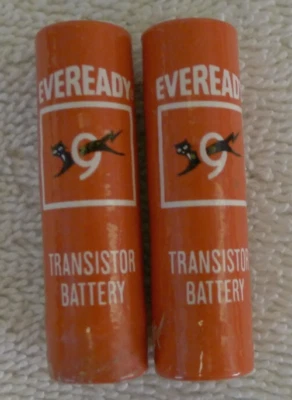 EVEREADY
9
TRANSISTOR
BATTERY
EVEREADY
9
TRANSISTOR
BATTERY